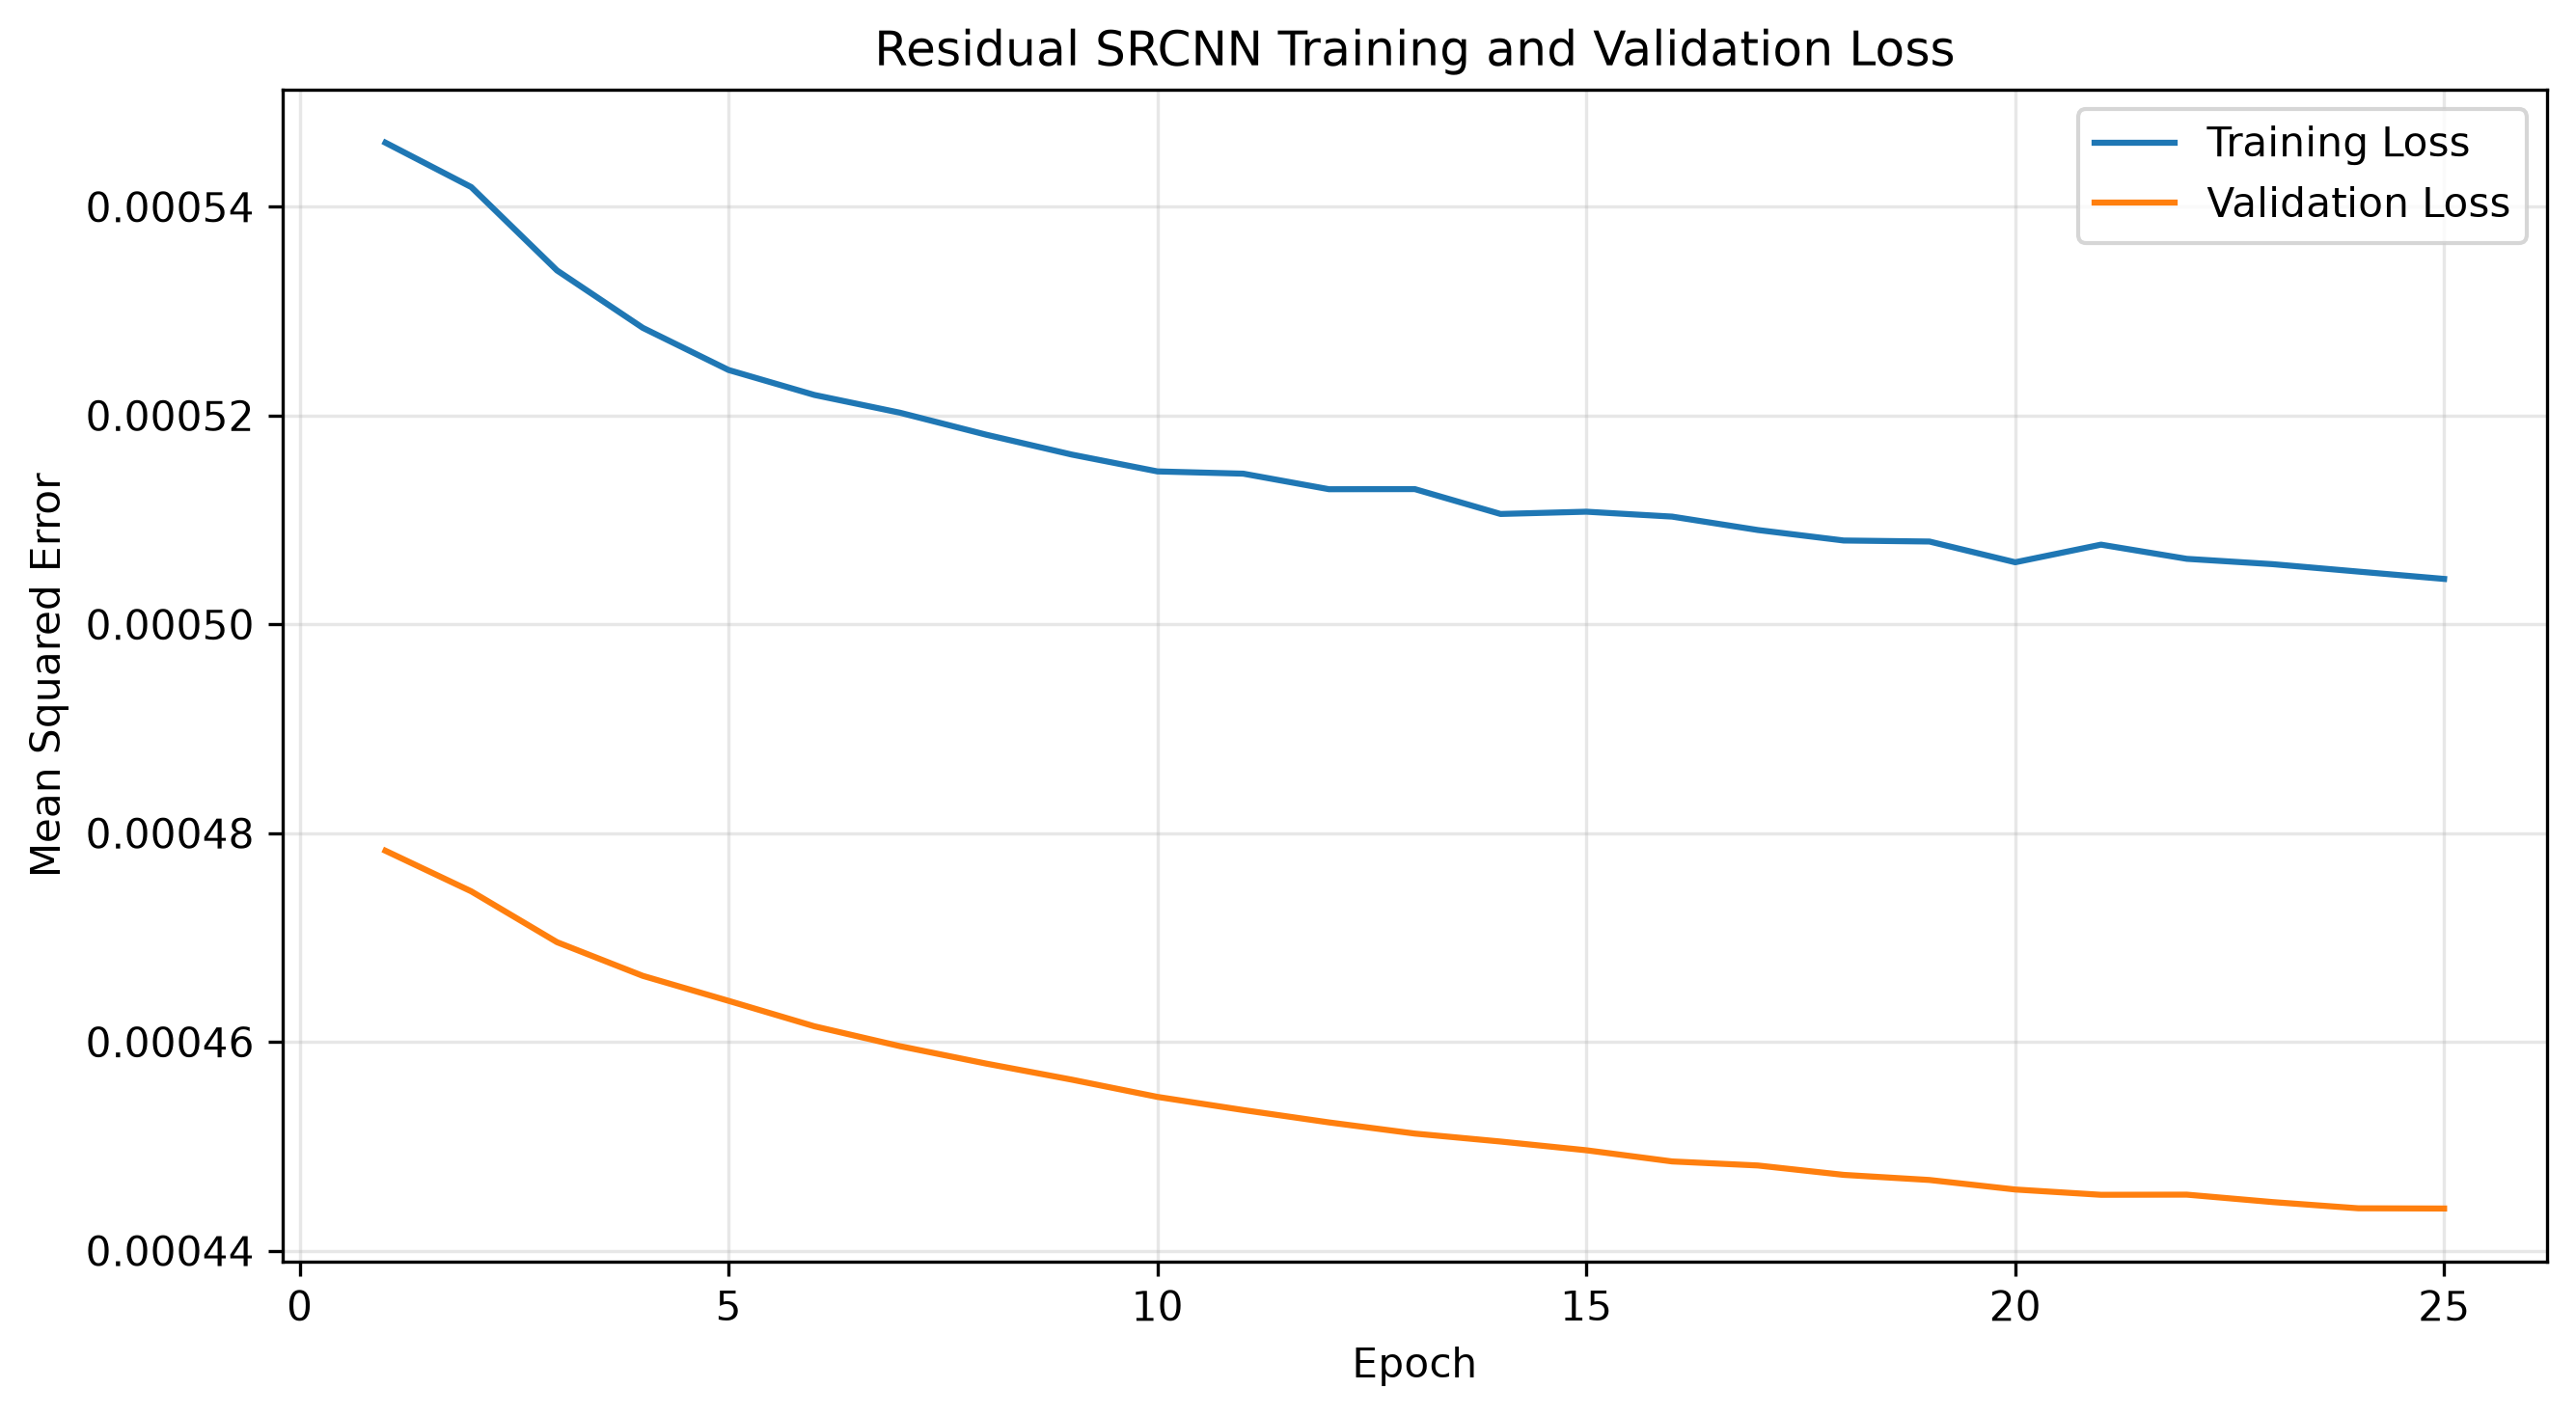 Residual SRCNN Training and Validation Loss
Training Loss
Validation Loss
Mean Squared Error
0.00054
0.00052
0.00050
0.00048
0.00046
0.00044
0
5
10
15
20
25
Epoch